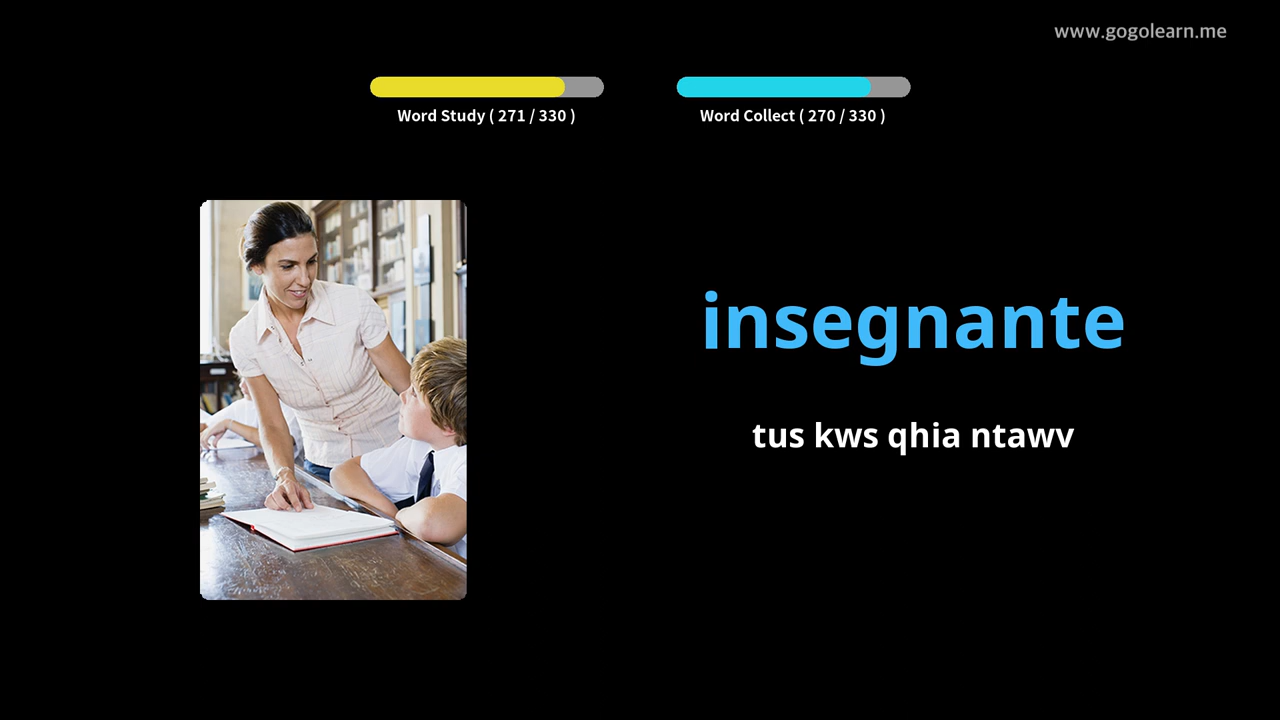 www.gogolearn.me
Word Study ( 271 / 330 )
Word Collect ( 270 / 330 )
insegnante
tus kws qhia ntawv